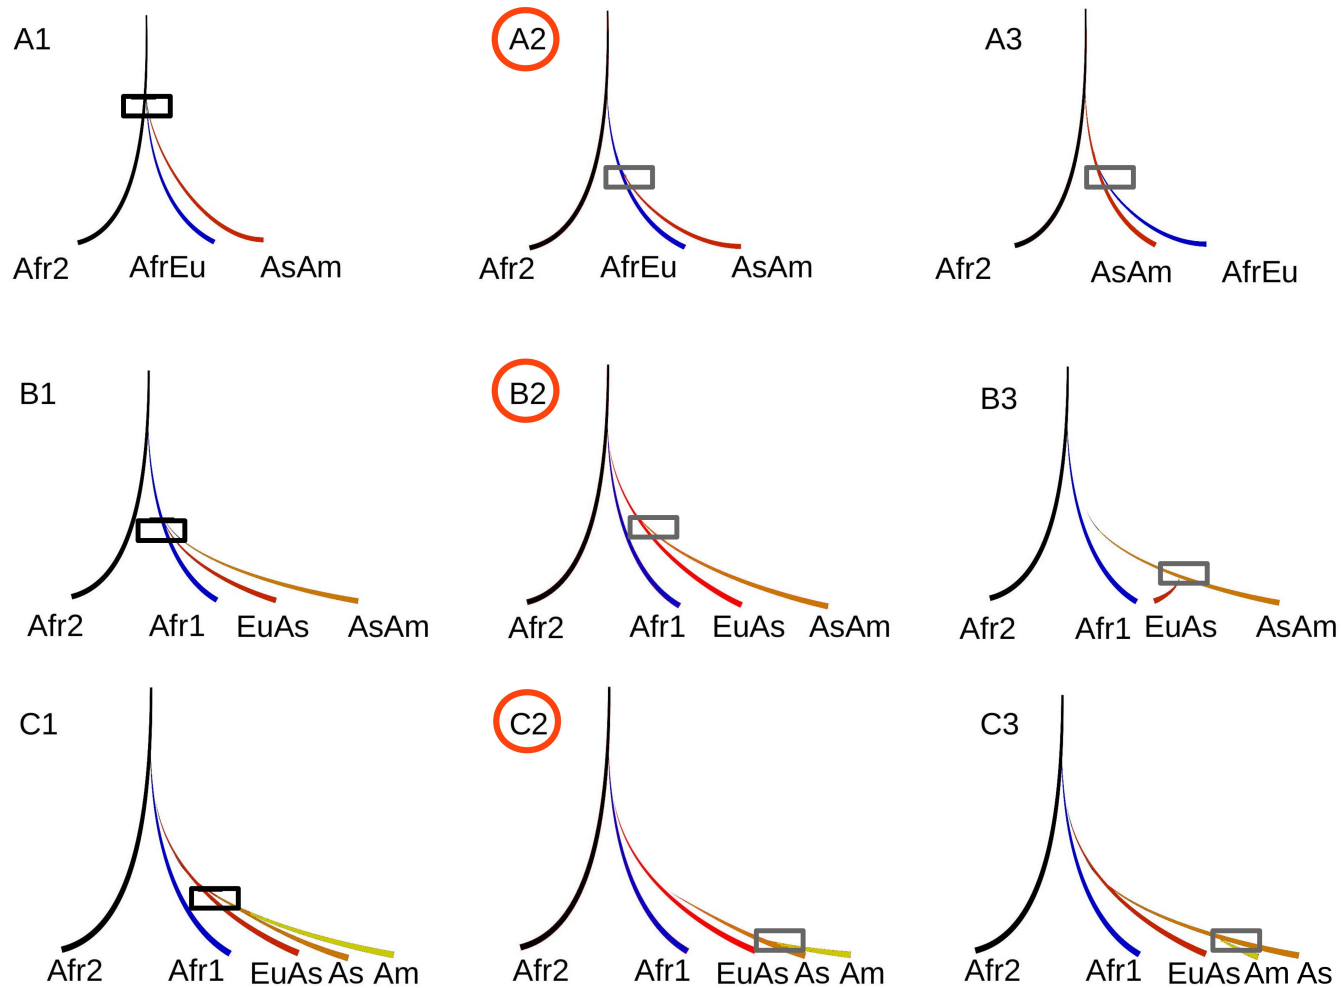 A1 A2 A3
Afr2 AfrEu AsAm Afr2 AfrEu AsAm Afr2 AsAm AfrEu
B1 B2 B3
Afr2 Afr1 EuAs AsAm Afr2 Afr1 EuAs AsAm Afr2 Afr1 EuAs AsAm
C1 C2 C3
Afr2 Afr1 EuAs As Am Afr2 Afr1 EuAs As Am Afr2 Afr1 EuAs Am As